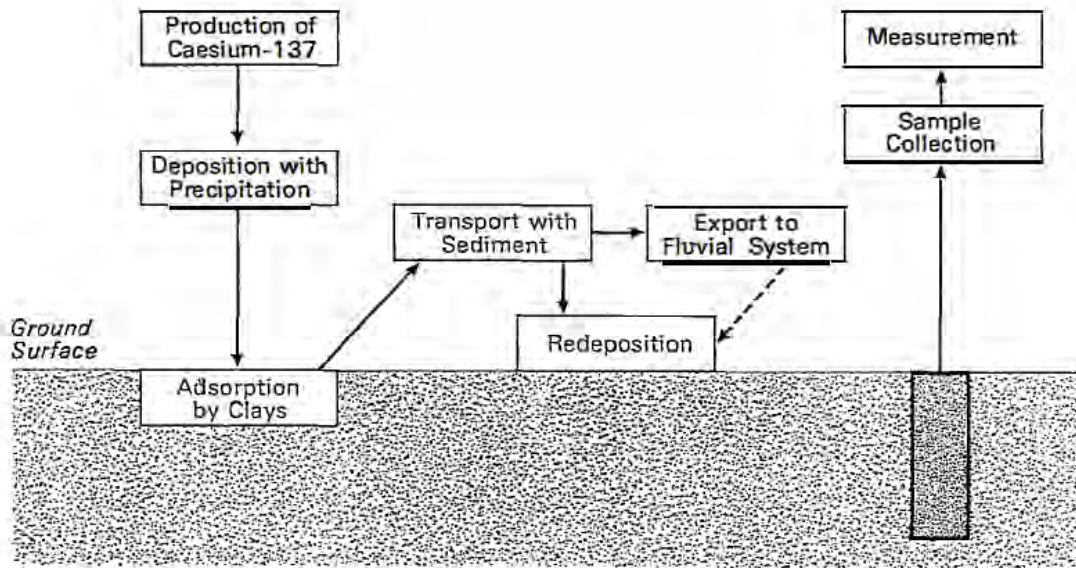 Production of
Caesium-137
Measurement
Sample
Collection
Deposition with
Precipitation
Transport with
Sediment
Export to
Fluvial System
Ground
Surface
Redeposition
Adsorption
by Clays